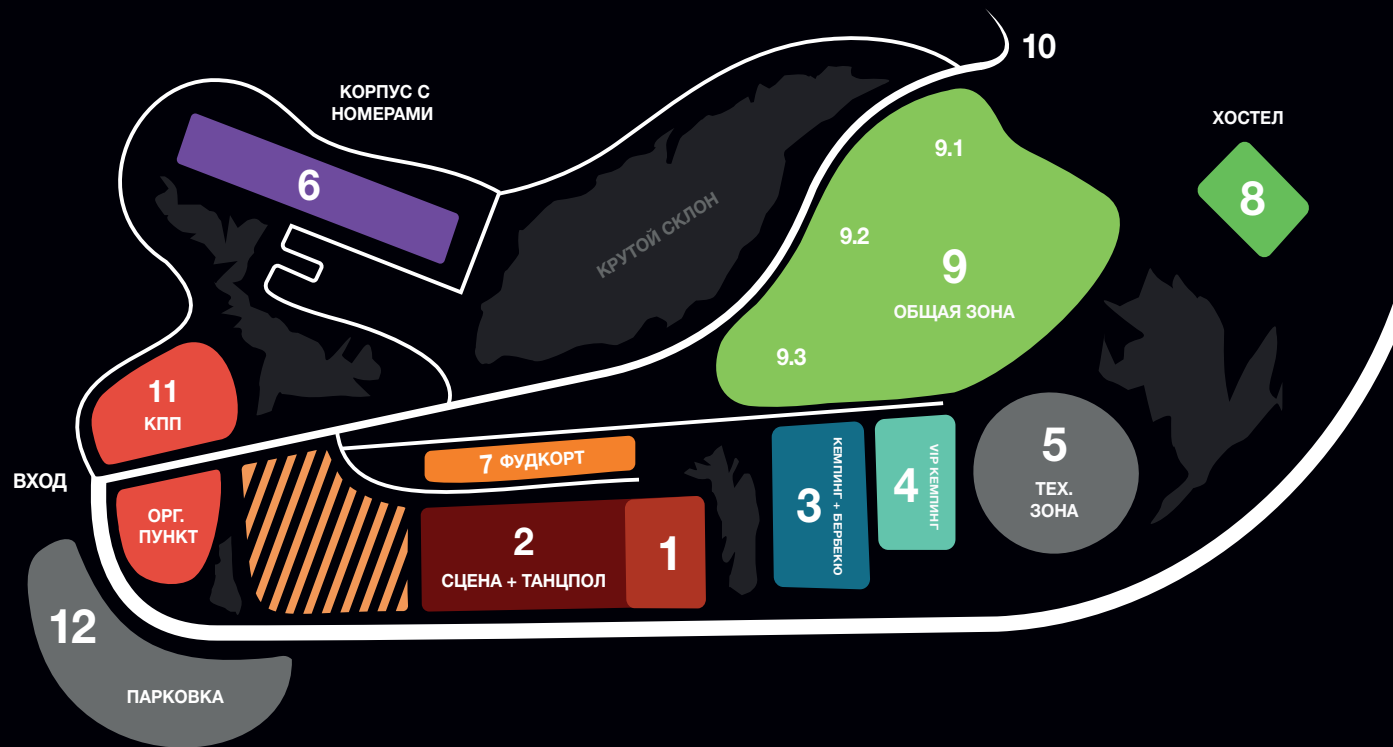 10
КОРПУС С
НОМЕРАМИ
ХОСТЕЛ
9.1
6
8
КРУТОЙ СКЛОН
9.2
9
ОБЩАЯ ЗОНА
9.3
11
КПП
7 ФУДКОРТ
ВХОД
ОРГ.
ПУНКТ
2
СЦЕНА + ТАНЦПОЛ
1
3
КЕМПИНГ + БЕРБЕКЮ
4
VIP КЕМПИНГ
5
ТЕХ.
ЗОНА
12
ПАРКОВКА